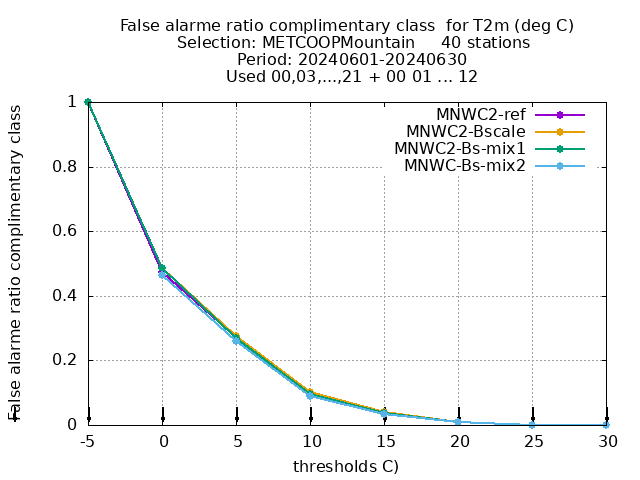 False alarme ratio complimentary class  for T2m (deg C)
Selection: METCOOPMountain     40 stations
Period: 20240601-20240630
Used 00,03,...,21 + 00 01 ... 12
False alarme ratio complimentary class
MNWC2-ref
MNWC2-Bscale
MNWC2-Bs-mix1
MNWC-Bs-mix2
1
0.8
0.6
0.4
0.2
0
-5 0 5 10 15 20 25 30
thresholds C)